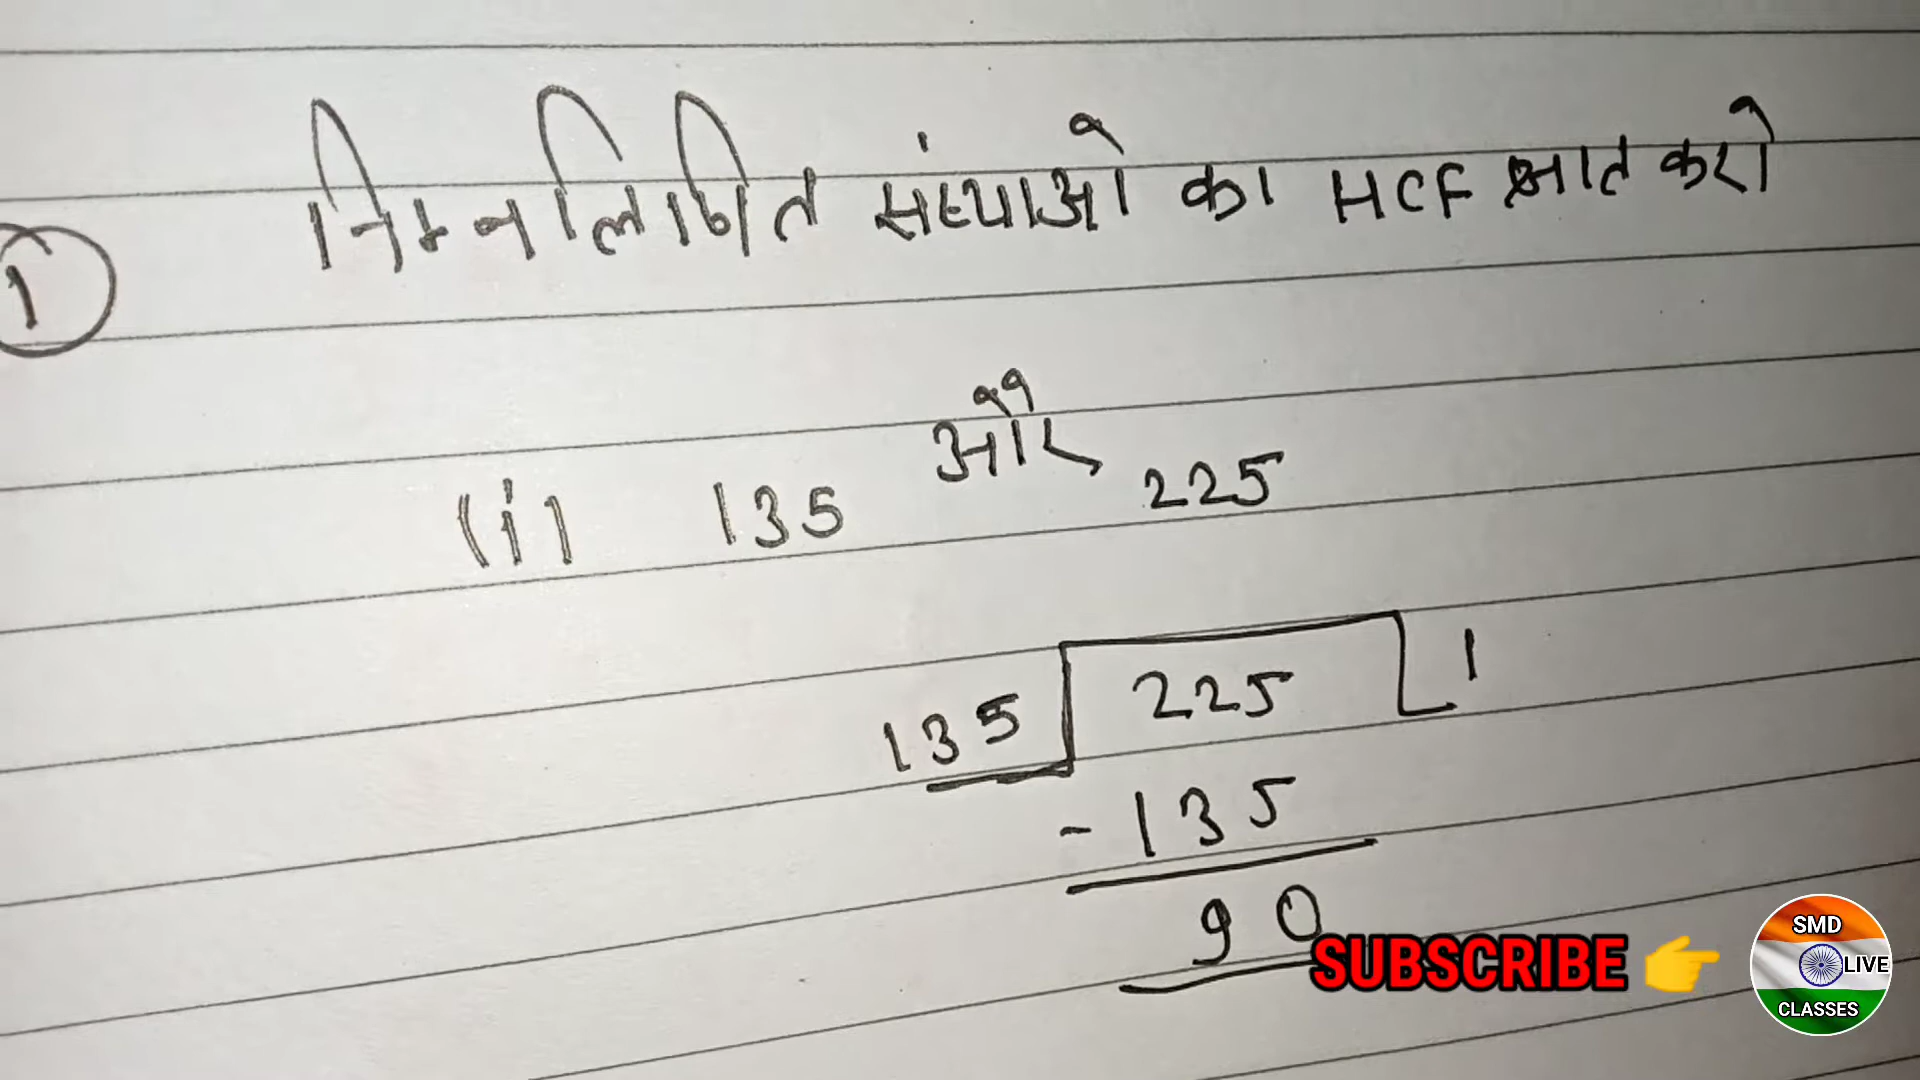 1
निम्नलिखित संख्याओं का HCF ज्ञात करो
(i) 135 और 225
135 225 1
- 135
90
SUBSCRIBE
SMD
LIVE
CLASSES